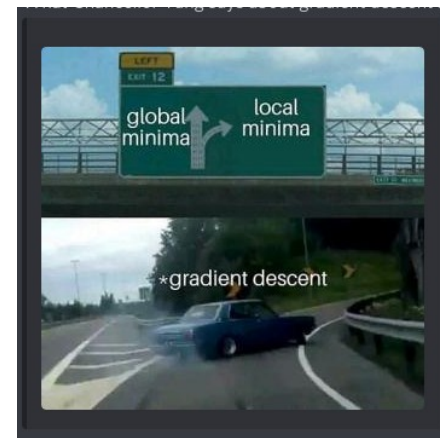 LEFT
EXIT 12
global
minima
local
minima
*gradient descent